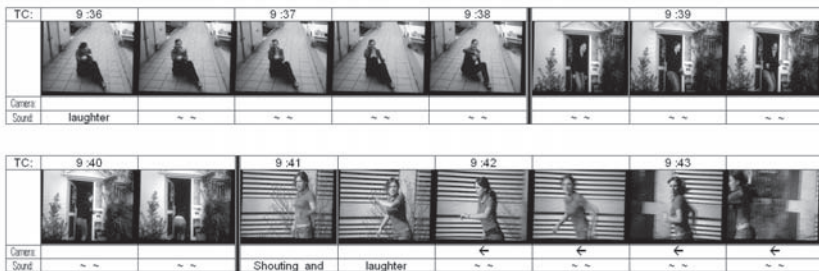 TC: 9 :36 9 :37 9 :38 9 :39
Camera:
Sound: laughter ~ ~ ~ ~ ~ ~ ~ ~ ~ ~ ~ ~ ~ ~
TC: 9 :40 9 :41 9 :42 9 :43
Camera: ← ← ← ←
Sound: ~ ~ ~ ~ Shouting and laughter ~ ~ ~ ~ ~ ~ ~ ~